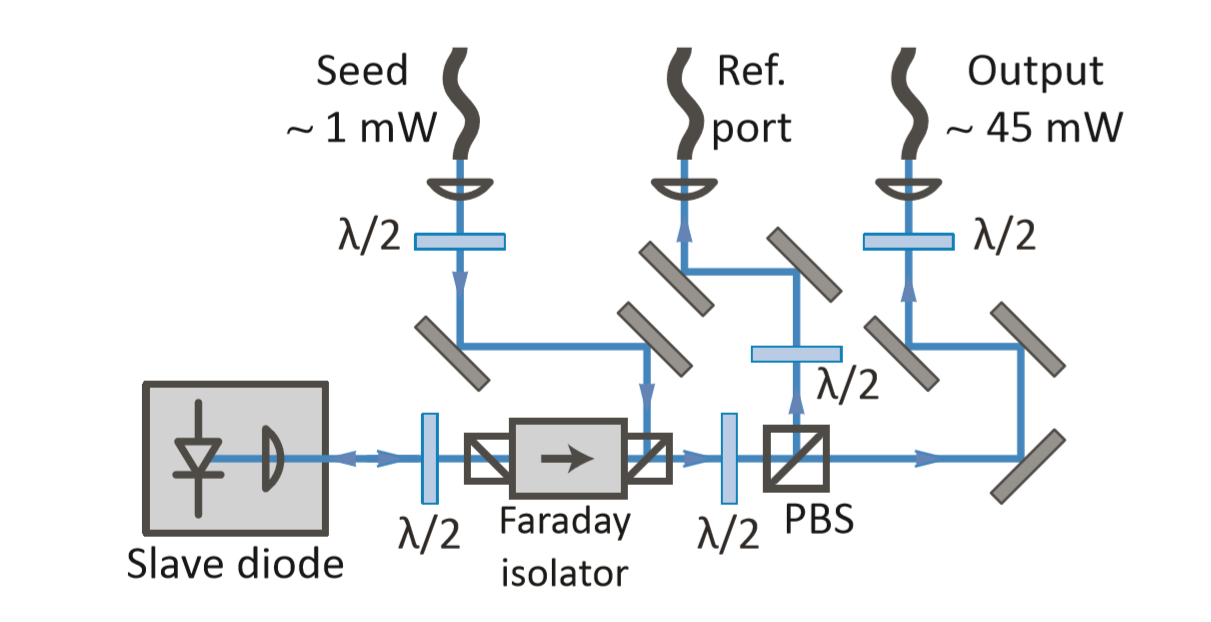 Seed
~ 1 mW
Ref.
port
Output
~ 45 mW
λ/2
λ/2
λ/2
λ/2
λ/2
Slave diode
Faraday
isolator
PBS